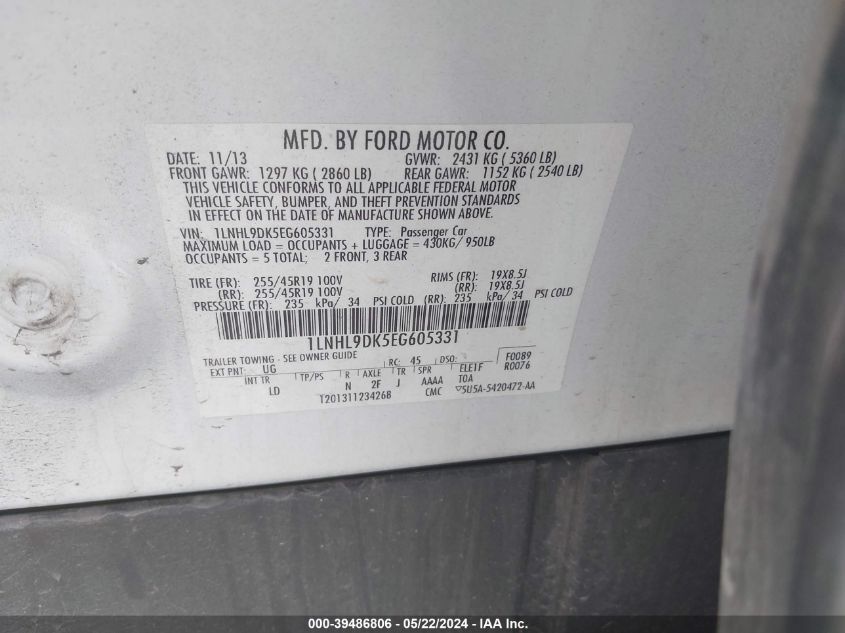 MFD. BY FORD MOTOR CO.
DATE: 11/13 GVWR: 2431 KG ( 5360 LB)
FRONT GAWR: 1297 KG ( 2860 LB) REAR GAWR: 1152 KG ( 2540 LB)
THIS VEHICLE CONFORMS TO ALL APPLICABLE FEDERAL MOTOR
VEHICLE SAFETY, BUMPER, AND THEFT PREVENTION STANDARDS
IN EFFECT ON THE DATE OF MANUFACTURE SHOWN ABOVE.
VIN: 1LNHL9DK5EG605331 TYPE: Passenger Car
MAXIMUM LOAD = OCCUPANTS + LUGGAGE = 430KG/ 950LB
OCCUPANTS = 5 TOTAL; 2 FRONT, 3 REAR
TIRE (FR): 255/45R19 100V RIMS (FR): 19X8.5J
(RR): 255/45R19 100V (RR): 19X8.5J
PRESSURE (FR): 235 kPa/ 34 PSI COLD (RR): 235 kPa/ 34 PSI COLD
1LNHL9DK5EG605331
TRAILER TOWING - SEE OWNER GUIDE F0089
EXT PNT: UG RC: 45 DSO: R0076
INT TR TP/PS R AXLE TR SPR ELE1F
LD N 2F J AAAA TOA
T201311234268 CMC ▽5U5A-5420472-AA
000-39486806 - 05/22/2024 - IAA Inc.